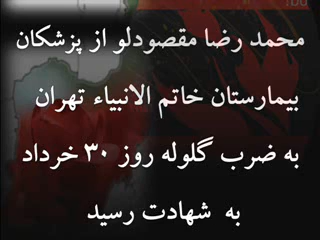 محمد رضا مقصودلو از پزشکان
بیمارستان خاتم الانبیاء تهران
به ضرب گلوله روز ۳۰ خرداد
به شهادت رسید